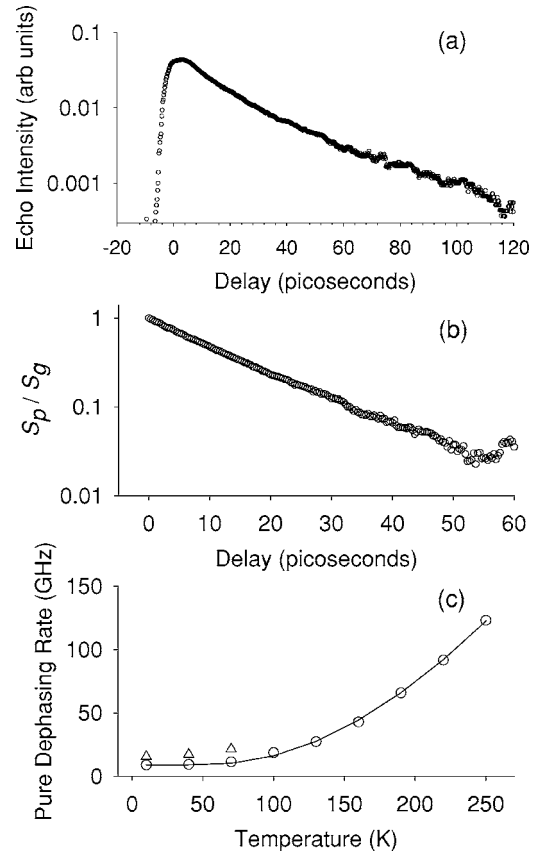 (a)
Echo Intensity (arb units)
0.1
0.01
0.001
-20 0 20 40 60 80 100 120
Delay (picoseconds)
(b)
Sp / Sg
1
0.1
0.01
0 10 20 30 40 50 60
Delay (picoseconds)
(c)
Pure Dephasing Rate (GHz)
150
100
50
0
0 50 100 150 200 250
Temperature (K)